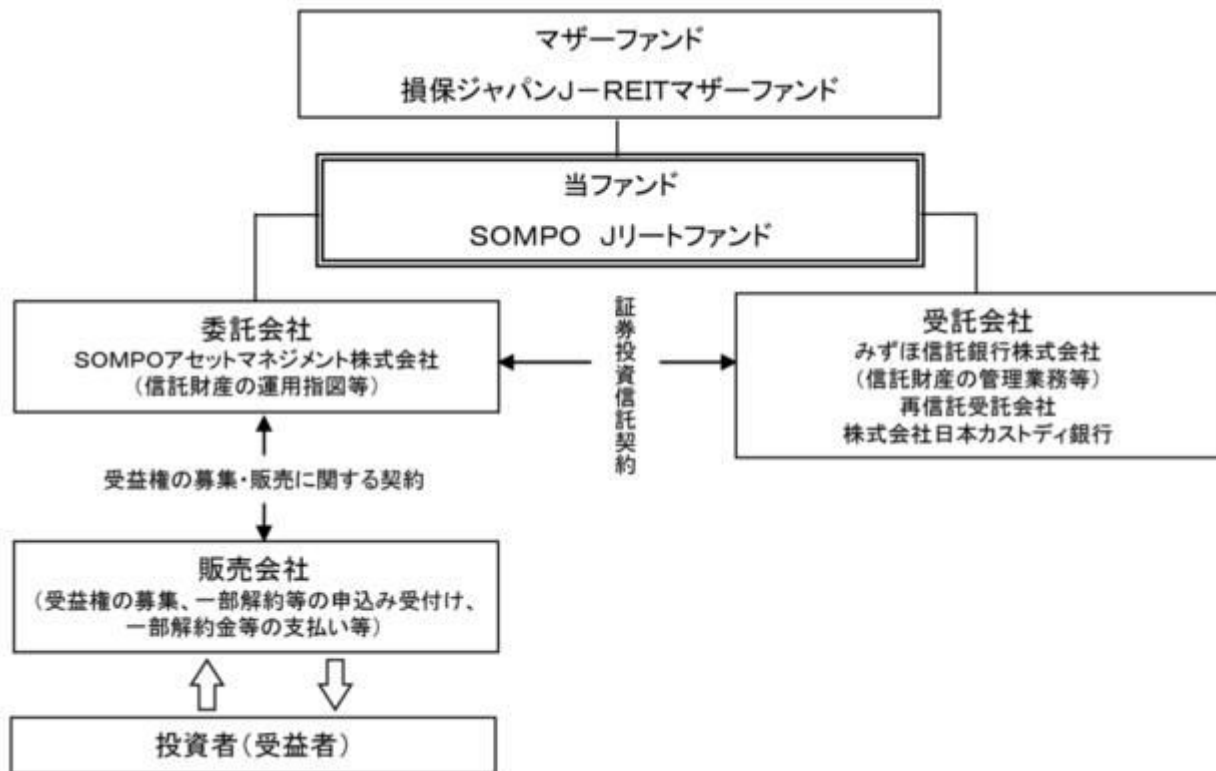 マザーファンド
損保ジャパンJ-REITマザーファンド
当ファンド
SOMPO Jリートファンド
委託会社
SOMPOアセットマネジメント株式会社
(信託財産の運用指図等)
証券投資信託契約
受託会社
みずほ信託銀行株式会社
(信託財産の管理業務等)
再信託受託会社
株式会社日本カストディ銀行
受益権の募集・販売に関する契約
販売会社
(受益権の募集、一部解約等の申込み受付け、
一部解約金等の支払い等)
投資者(受益者)